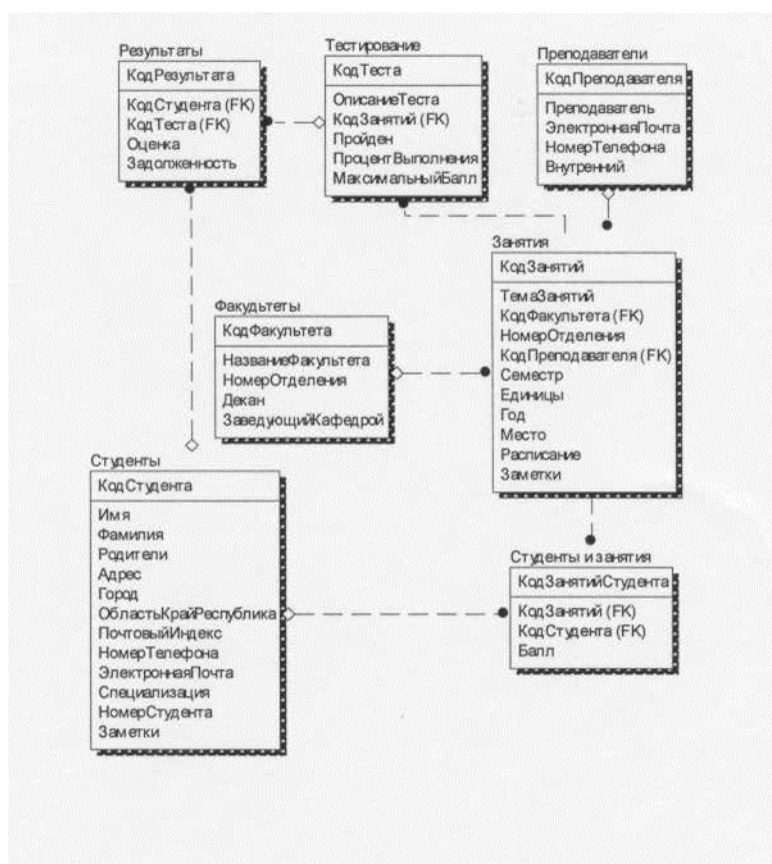 Результаты
КодРезультата
КодСтудента (FK)
КодТеста (FK)
Оценка
Задолженность
Тестирование
КодТеста
ОписаниеТеста
КодЗанятий (FK)
Пройден
ПроцентВыполнения
МаксимальныйБалл
Преподаватели
КодПреподавателя
Преподаватель
ЭлектроннаяПочта
НомерТелефона
Внутренний
Занятия
КодЗанятий
ТемаЗанятий
КодФакультета (FK)
НомерОтделения
КодПреподавателя (FK)
Семестр
Единицы
Год
Место
Расписание
Заметки
Факудьтеты
КодФакультета
НазваниеФакультета
НомерОтделения
Декан
ЗаведующийКафедрой
Студенты
КодСтудента
Имя
Фамилия
Родители
Адрес
Город
ОбластьКрайРеспублика
ПочтовыйИндекс
НомерТелефона
ЭлектроннаяПочта
Специализация
НомерСтудента
Заметки
Студенты и занятия
КодЗанятийСтудента
КодЗанятий (FK)
КодСтудента (FK)
Балл